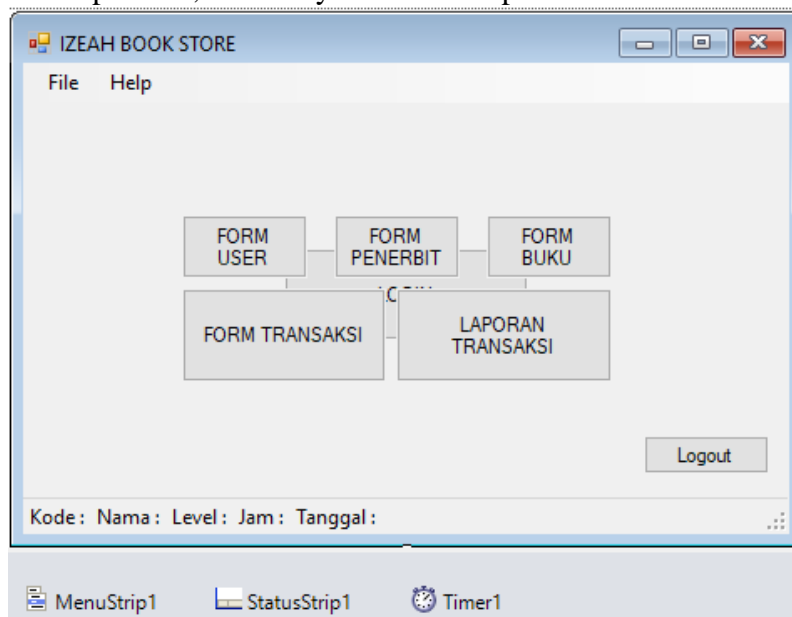 IZEAH BOOK STORE
File Help
FORM
USER
FORM
PENERBIT
FORM
BUKU
FORM TRANSAKSI
LAPORAN
TRANSAKSI
Logout
Kode : Nama : Level : Jam : Tanggal :
MenuStrip1 StatusStrip1 Timer1